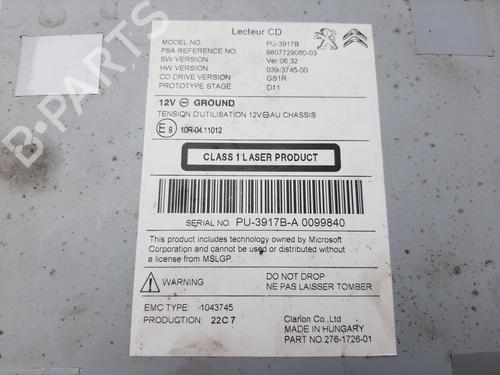 Lecteur CD
MODEL NO. PU-3917B
PSA REFERENCE NO. 9807729080-03
SW VERSION Ver 06.32
HW VERSION 039-3745-00
CD DRIVE VERSION GS1R
PROTOTYPE STAGE D11
12V ⊖ GROUND
TENSION D'UTILISATION 12V ⊖ AU CHASSIS
E9 10R-04.11012
CLASS 1 LASER PRODUCT
SERIAL NO. PU-3917B-A 0099840
This product includes technology owned by Microsoft
Corporation and cannot be used or distributed without
a license from MSLGP.
WARNING DO NOT DROP
NE PAS LAISSER TOMBER
EMC TYPE: 1043745 Clarion Co.,Ltd
PRODUCTION: 22C 7 MADE IN HUNGARY
PART NO.276-1726-01
B-PARTS